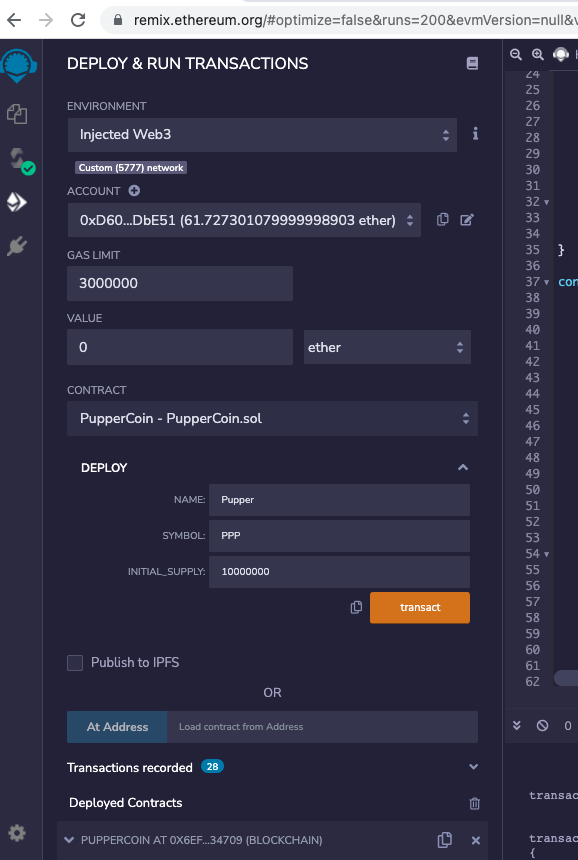 remix.ethereum.org/#optimize=false&runs=200&evmVersion=null&v
DEPLOY & RUN TRANSACTIONS
ENVIRONMENT
Injected Web3
Custom (5777) network
ACCOUNT
0xD60...DbE51 (61.727301079999998903 ether)
GAS LIMIT
3000000
VALUE
0
ether
CONTRACT
PupperCoin - PupperCoin.sol
DEPLOY
NAME: Pupper
SYMBOL: PPP
INITIAL_SUPPLY: 10000000
transact
Publish to IPFS
OR
At Address Load contract from Address
Transactions recorded 28
Deployed Contracts
PUPPERCOIN AT 0X6EF...34709 (BLOCKCHAIN)
24
25
26
27
28
29
30
31
32
33
34
35 }
36
37 con
38
39
40
41
42
43
44
45
46
47
48
49
50
51
52
53
54
55
56
57
58
59
60
61
62
0
transac
transac
{